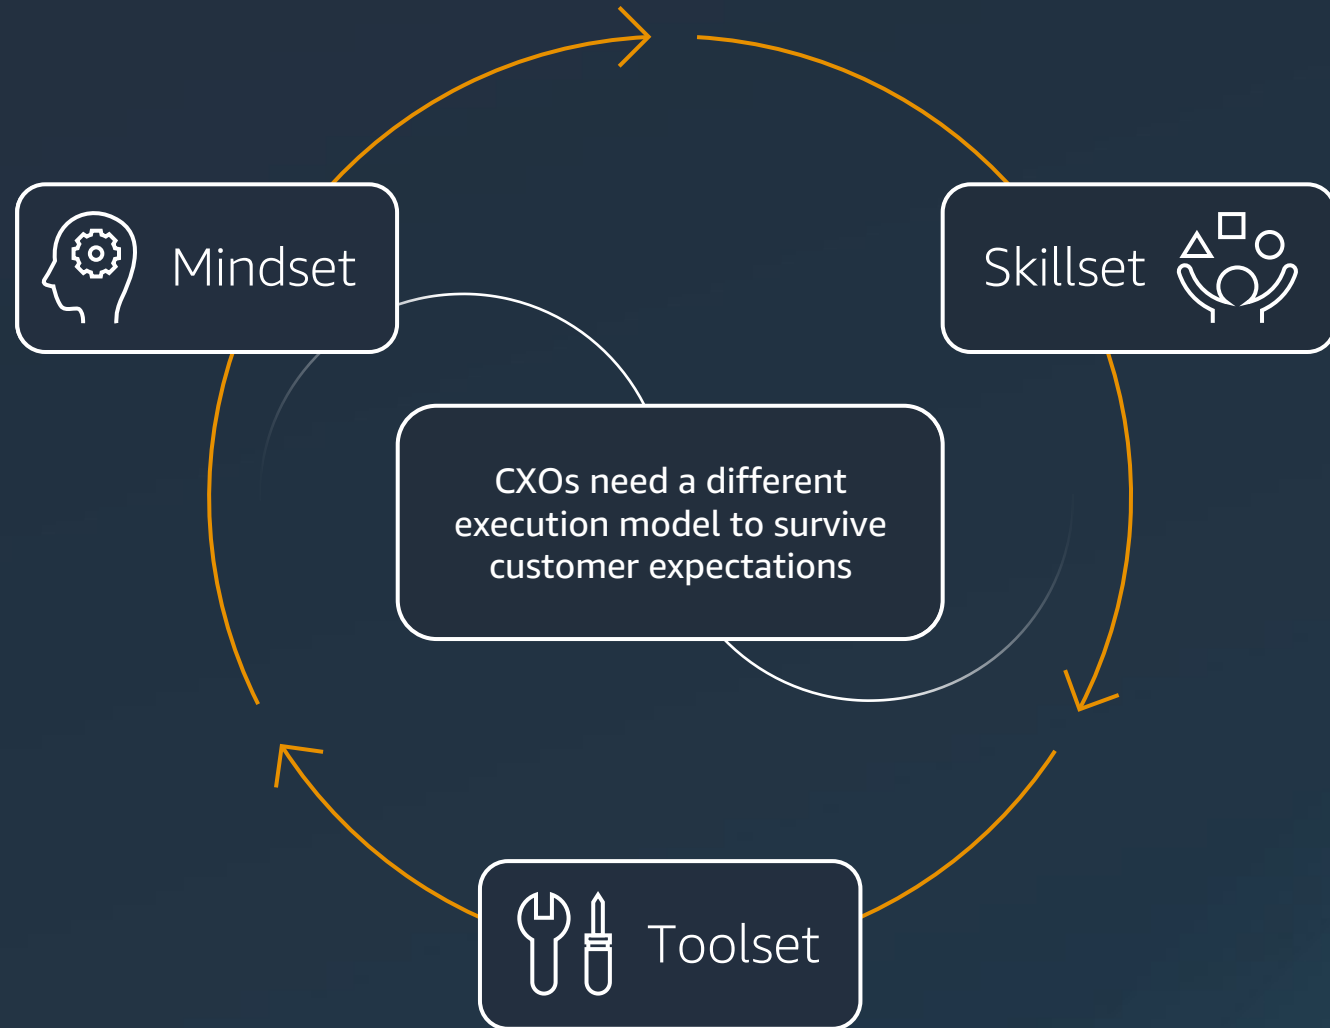 Mindset
Skillset
CXOs need a different
execution model to survive
customer expectations
Toolset